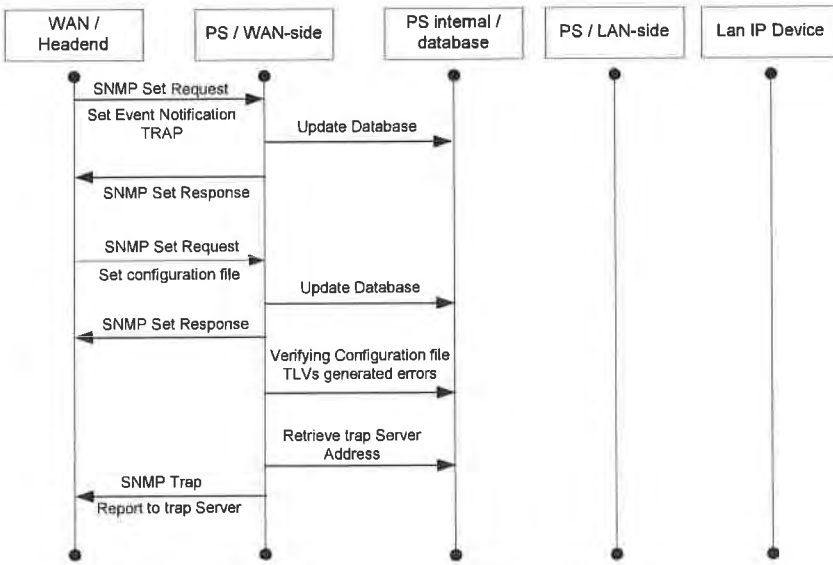 WAN /
Headend
PS / WAN-side
PS internal /
database
PS / LAN-side
Lan IP Device
SNMP Set Request
Set Event Notification
TRAP
Update Database
SNMP Set Response
SNMP Set Request
Set configuration file
Update Database
SNMP Set Response
Verifying Configuration file
TLVs generated errors
Retrieve trap Server
Address
SNMP Trap
Report to trap Server